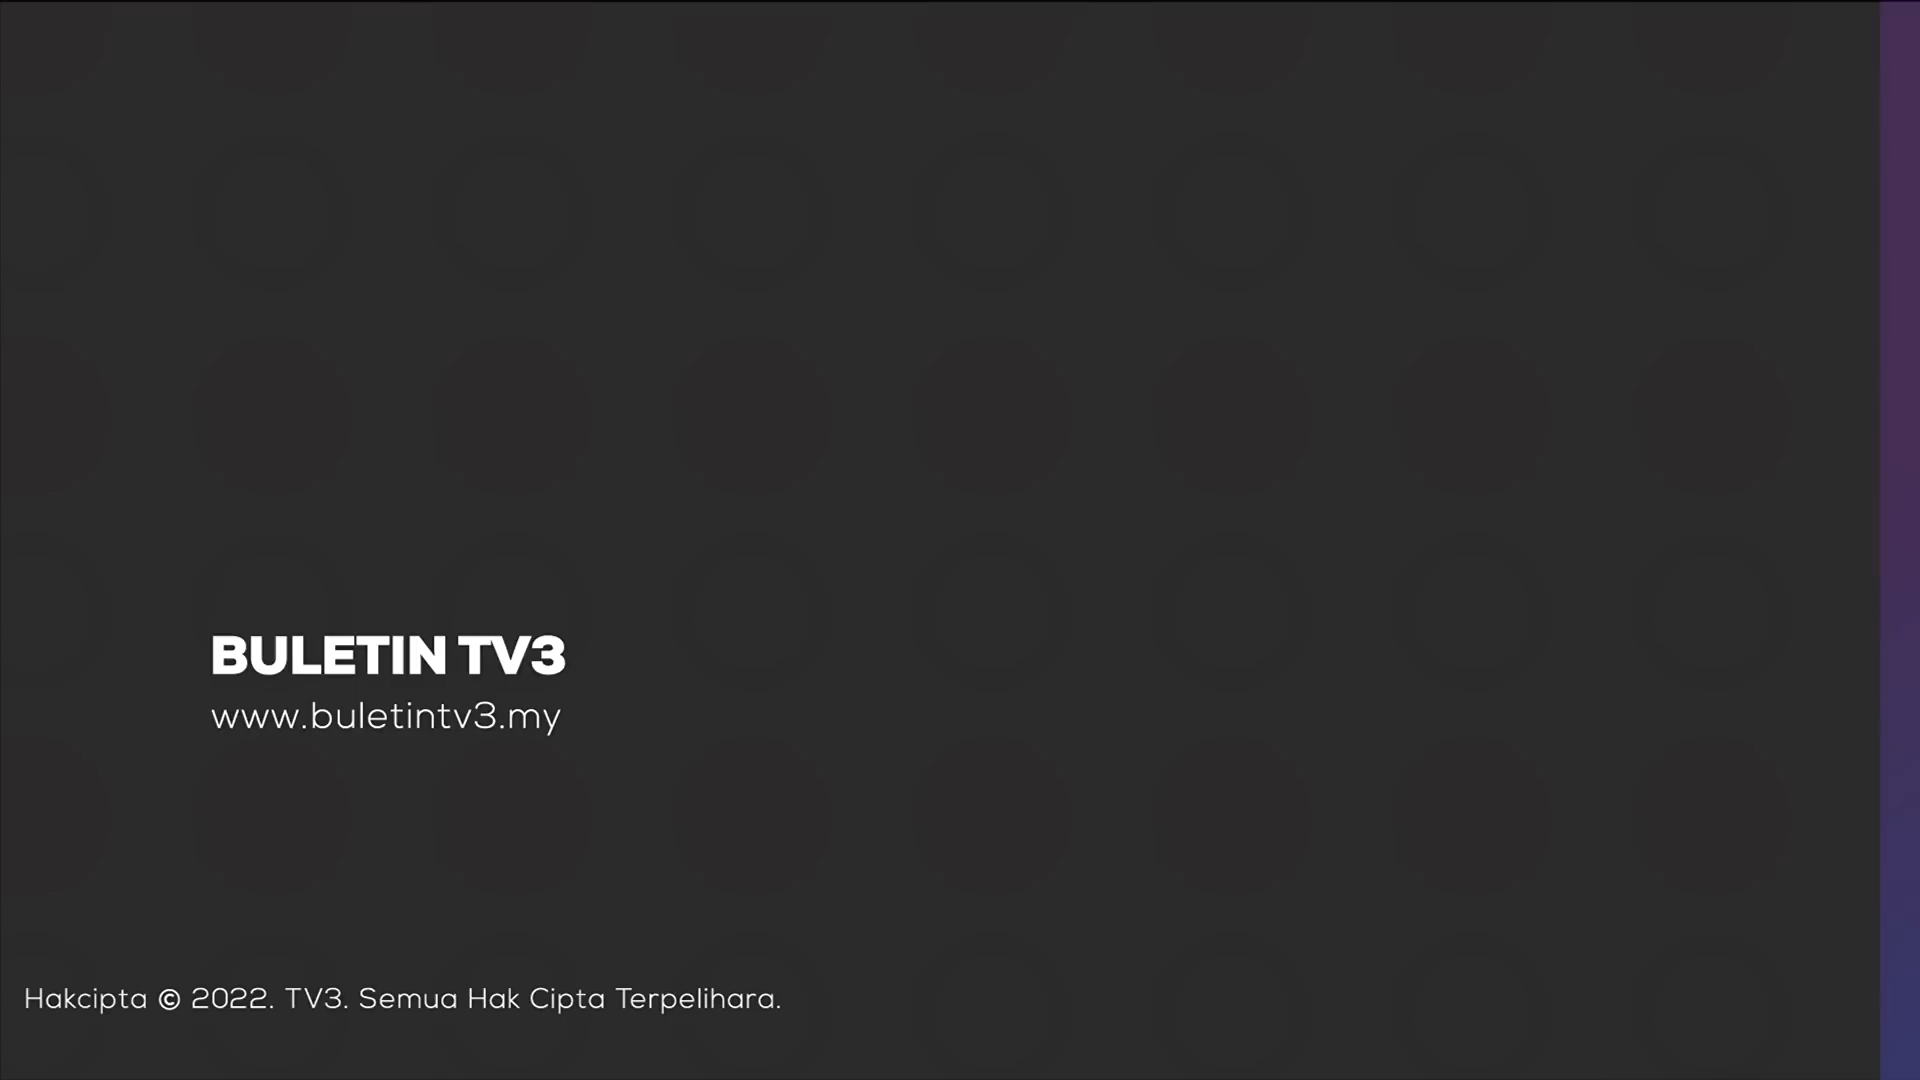 BULETIN TV3
www.buletintv3.my
Hakcipta © 2022. TV3. Semua Hak Cipta Terpelihara.